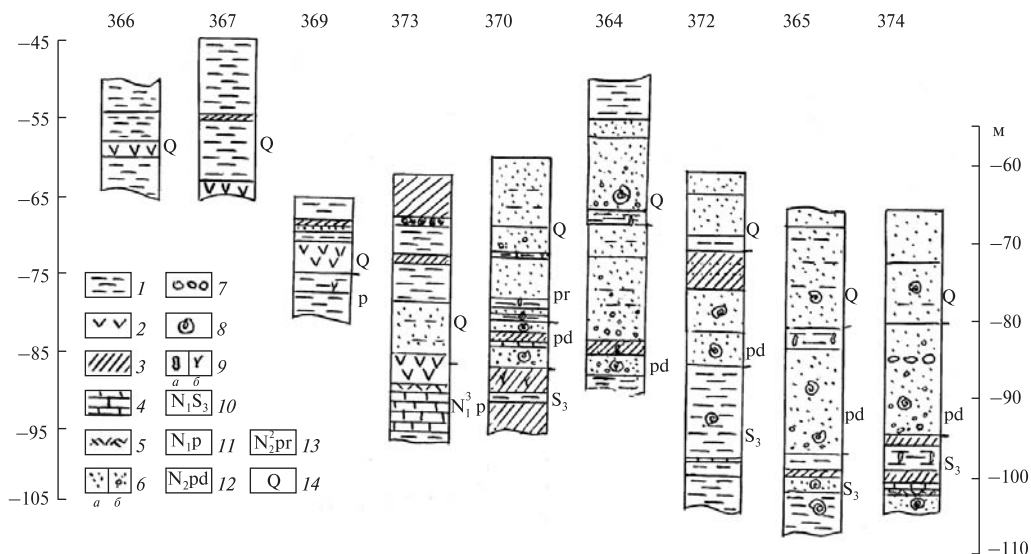 366 367 369 373 370 364 372 365 374
–45
–55
–65
–75
–85
–95
–105
м
–60
–70
–80
–90
–100
–110
Q
Q
Q
p
Q
N₁³ p
pr
pd
S₃
Q
pd
Q
pd
S₃
Q
pd
S₃
Q
pd
S₃
1 7
2 8
3 9
а б
4 N₁S₃ 10
5 N₁p 11 N₂²pr 13
6 N₂pd 12 Q 14
а б